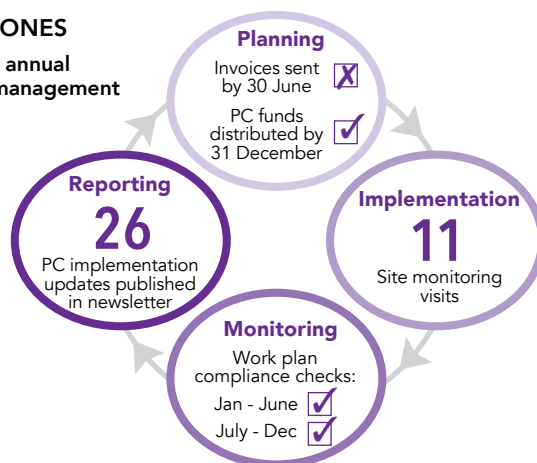 ONES
annual
management
Planning
Invoices sent
by 30 June
PC funds
distributed by
31 December
Implementation
11
Site monitoring
visits
Monitoring
Work plan
compliance checks:
Jan - June
July - Dec
Reporting
26
PC implementation
updates published
in newsletter